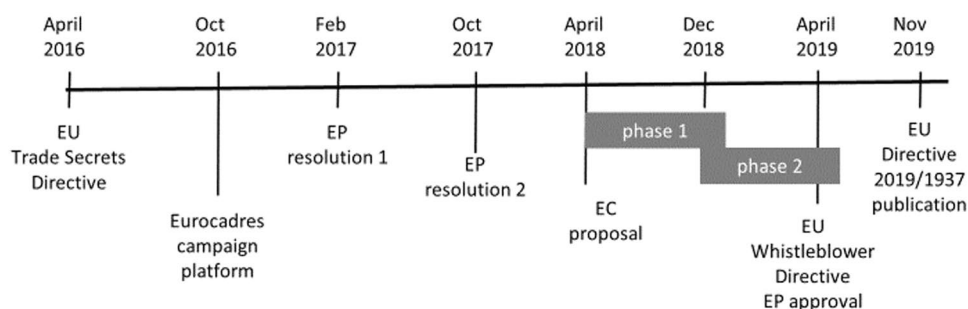 April
2016
Oct
2016
Feb
2017
Oct
2017
April
2018
Dec
2018
April
2019
Nov
2019
EU
Trade Secrets
Directive
Eurocadres
campaign
platform
EP
resolution 1
EP
resolution 2
phase 1
phase 2
EC
proposal
EU
Whistleblower
Directive
EP approval
EU
Directive
2019/1937
publication